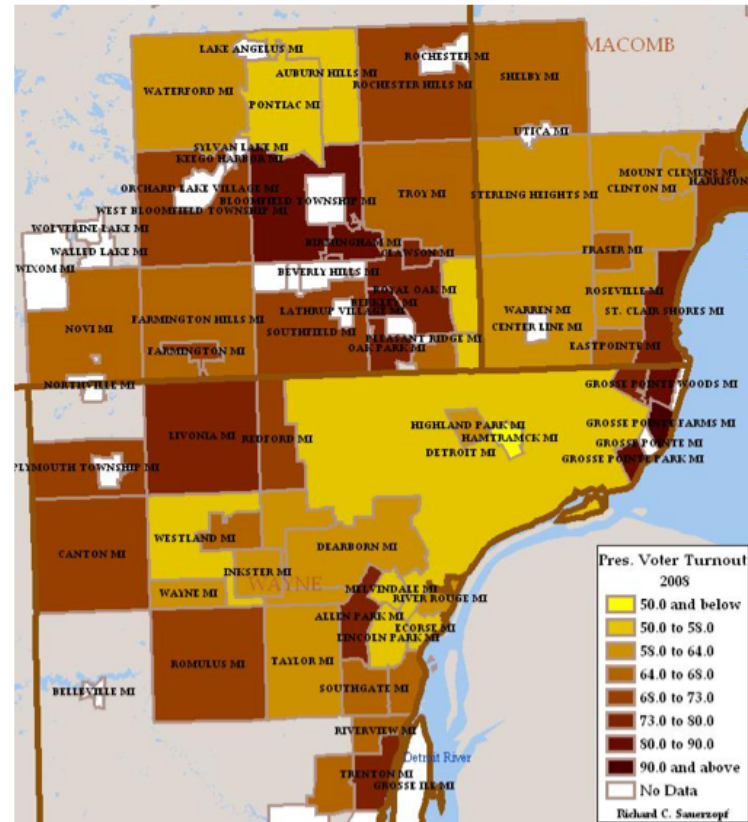 LAKE ANGELUS MI
ROCHESTER MI
MACOMB
AUBURN HILLS MI
ROCHESTER HILLS MI
SHELBY MI
WATERFORD MI
PONTIAC MI
UTICA MI
SYLVAN LAKE MI
KEEGO HARBOR MI
MOUNT CLEMENS MI
HARRISON
ORCHARD LAKE VILLAGE MI
BLOOMFIELD TOWNSHIP MI
TROY MI
STERLING HEIGHTS MI
CLINTON MI
WEST BLOOMFIELD TOWNSHIP MI
WOLVERINE LAKE MI
BIRMINGHAM MI
WALLED LAKE MI
CLAWSON MI
FRASER MI
WIXOM MI
BEVERLY HILLS MI
ROYAL OAK MI
ROSEVILLE MI
BERKLEY MI
LATHRUP VILLAGE MI
WARREN MI
ST. CLAIR SHORES MI
FARMINGTON HILLS MI
NOVI MI
SOUTHFIELD MI
CENTER LINE MI
PLEASANT RIDGE MI
OAK PARK MI
EASTPOINTE MI
FARMINGTON MI
NORTHVILLE MI
GROSSE POINTE WOODS MI
HIGHLAND PARK MI
GROSSE POINTE FARMS MI
LIVONIA MI
REDFORD MI
HAMTRAMCK MI
GROSSE POINTE MI
DETROIT MI
GROSSE POINTE PARK MI
PLYMOUTH TOWNSHIP MI
WESTLAND MI
DEARBORN MI
CANTON MI
INKSTER MI
WAYNE
WAYNE MI
MELVINDALE MI
RIVER ROUGE MI
ALLEN PARK MI
ECORSE MI
LINCOLN PARK MI
ROMULUS MI
TAYLOR MI
SOUTHGATE MI
BELLEVILLE MI
RIVERVIEW MI
Detroit River
TRENTON MI
GROSSE ILE MI
Pres. Voter Turnout
2008
50.0 and below
50.0 to 58.0
58.0 to 64.0
64.0 to 68.0
68.0 to 73.0
73.0 to 80.0
80.0 to 90.0
90.0 and above
No Data
Richard C. Sauerzopf